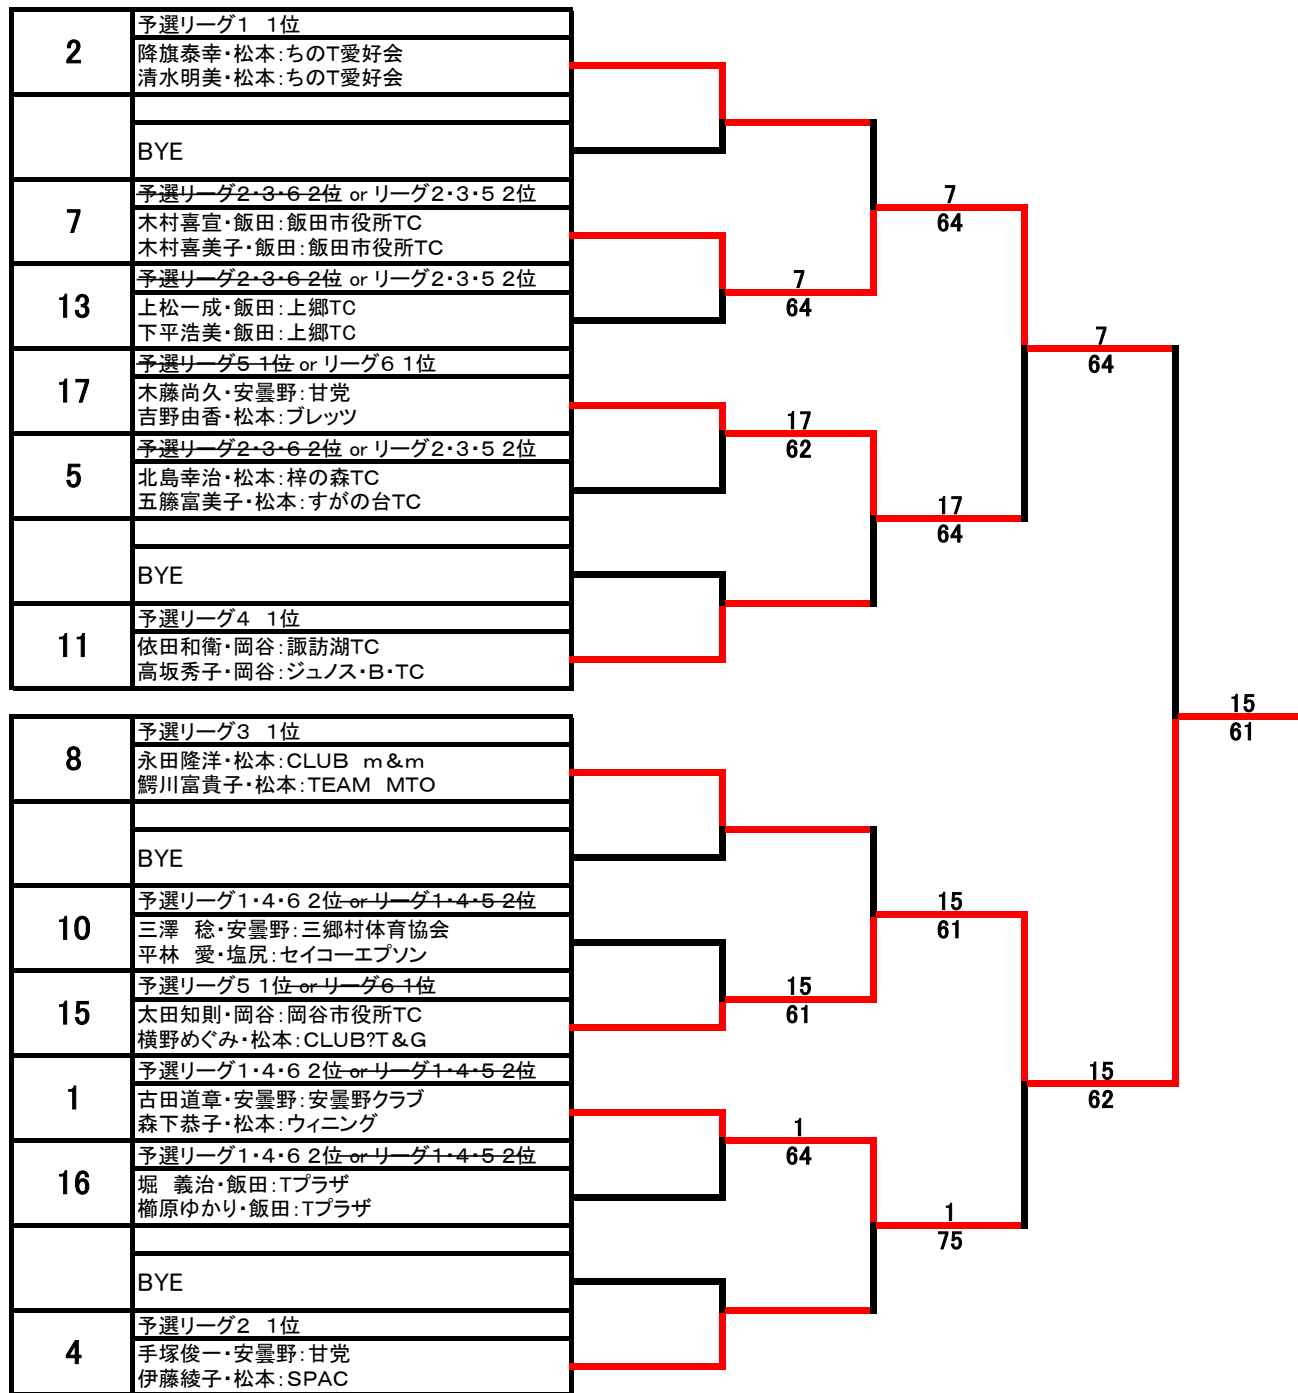 2
予選リーグ1　1位
降旗泰幸・松本：ちのT愛好会
清水明美・松本：ちのT愛好会
BYE
7
予選リーグ2・3・6 2位 or リーグ2・3・5 2位
木村喜宣・飯田：飯田市役所TC
木村喜美子・飯田：飯田市役所TC
13
予選リーグ2・3・6 2位 or リーグ2・3・5 2位
上松一成・飯田：上郷TC
下平浩美・飯田：上郷TC
17
予選リーグ5 1位 or リーグ6 1位
木藤尚久・安曇野：甘党
吉野由香・松本：ブレッツ
5
予選リーグ2・3・6 2位 or リーグ2・3・5 2位
北島幸治・松本：梓の森TC
五籐富美子・松本：すがの台TC
BYE
11
予選リーグ4　1位
依田和衛・岡谷：諏訪湖TC
高坂秀子・岡谷：ジュノス・B・TC
7
64
17
62
7
64
17
64
7
64
15
61
8
予選リーグ3　1位
永田隆洋・松本：CLUB　m&m
鰐川富貴子・松本：TEAM　MTO
BYE
10
予選リーグ1・4・6 2位 or リーグ1・4・5 2位
三澤　稔・安曇野：三郷村体育協会
平林　愛・塩尻：セイコーエプソン
15
予選リーグ5 1位 or リーグ6 1位
太田知則・岡谷：岡谷市役所TC
横野めぐみ・松本：CLUB?T&G
1
予選リーグ1・4・6 2位 or リーグ1・4・5 2位
古田道章・安曇野：安曇野クラブ
森下恭子・松本：ウィニング
16
予選リーグ1・4・6 2位 or リーグ1・4・5 2位
堀　義治・飯田：Tプラザ
櫛原ゆかり・飯田：Tプラザ
BYE
4
予選リーグ2　1位
手塚俊一・安曇野：甘党
伊藤綾子・松本：SPAC
15
61
1
64
15
61
1
75
15
62